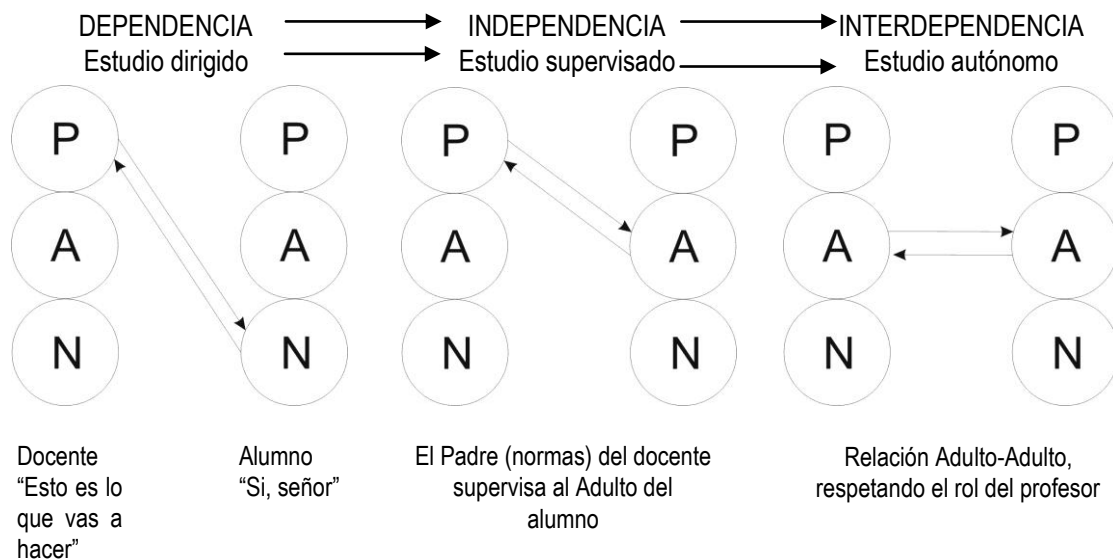 DEPENDENCIA
INDEPENDENCIA
INTERDEPENDENCIA
Estudio dirigido
Estudio supervisado
Estudio autónomo
P
P
P
P
P
P
A
A
A
A
A
A
N
N
N
N
N
N
Docente
“Esto es lo
que vas a
hacer”
Alumno
“Si, señor”
El Padre (normas) del docente
supervisa al Adulto del
alumno
Relación Adulto-Adulto,
respetando el rol del profesor